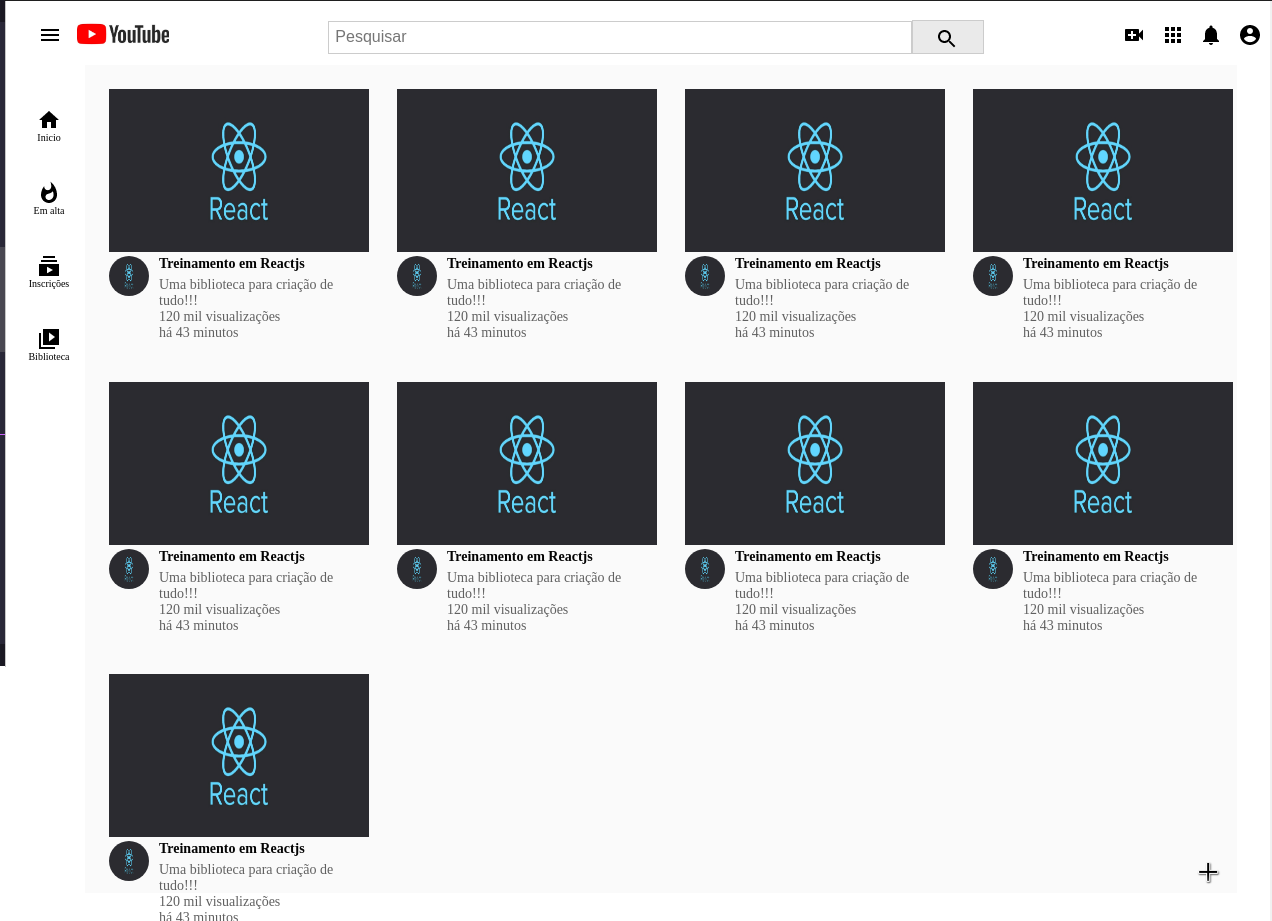 YouTube
Pesquisar
Inicio
Em alta
Inscrições
Biblioteca
React
Treinamento em Reactjs
Uma biblioteca para criação de
tudo!!!
120 mil visualizações
há 43 minutos
React
Treinamento em Reactjs
Uma biblioteca para criação de
tudo!!!
120 mil visualizações
há 43 minutos
React
Treinamento em Reactjs
Uma biblioteca para criação de
tudo!!!
120 mil visualizações
há 43 minutos
React
Treinamento em Reactjs
Uma biblioteca para criação de
tudo!!!
120 mil visualizações
há 43 minutos
React
Treinamento em Reactjs
Uma biblioteca para criação de
tudo!!!
120 mil visualizações
há 43 minutos
React
Treinamento em Reactjs
Uma biblioteca para criação de
tudo!!!
120 mil visualizações
há 43 minutos
React
Treinamento em Reactjs
Uma biblioteca para criação de
tudo!!!
120 mil visualizações
há 43 minutos
React
Treinamento em Reactjs
Uma biblioteca para criação de
tudo!!!
120 mil visualizações
há 43 minutos
React
Treinamento em Reactjs
Uma biblioteca para criação de
tudo!!!
120 mil visualizações
há 43 minutos